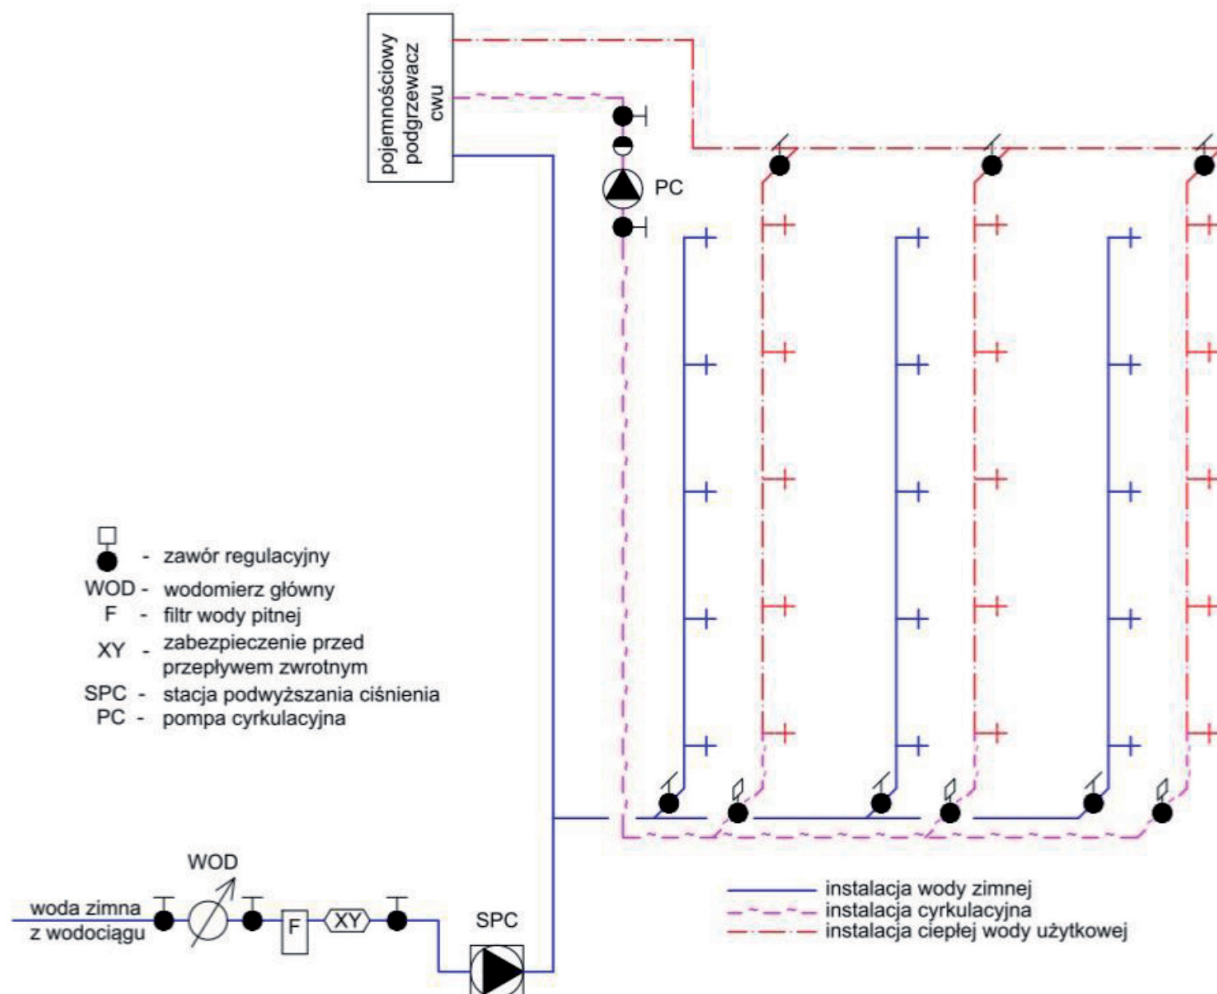 pojemnościowy
podgrzewacz
cwu
PC
- zawór regulacyjny
WOD - wodomierz główny
F - filtr wody pitnej
XY - zabezpieczenie przed
przepływem zwrotnym
SPC - stacja podwyższania ciśnienia
PC - pompa cyrkulacyjna
WOD
woda zimna
z wodociągu
F
XY
SPC
instalacja wody zimnej
instalacja cyrkulacyjna
instalacja ciepłej wody użytkowej